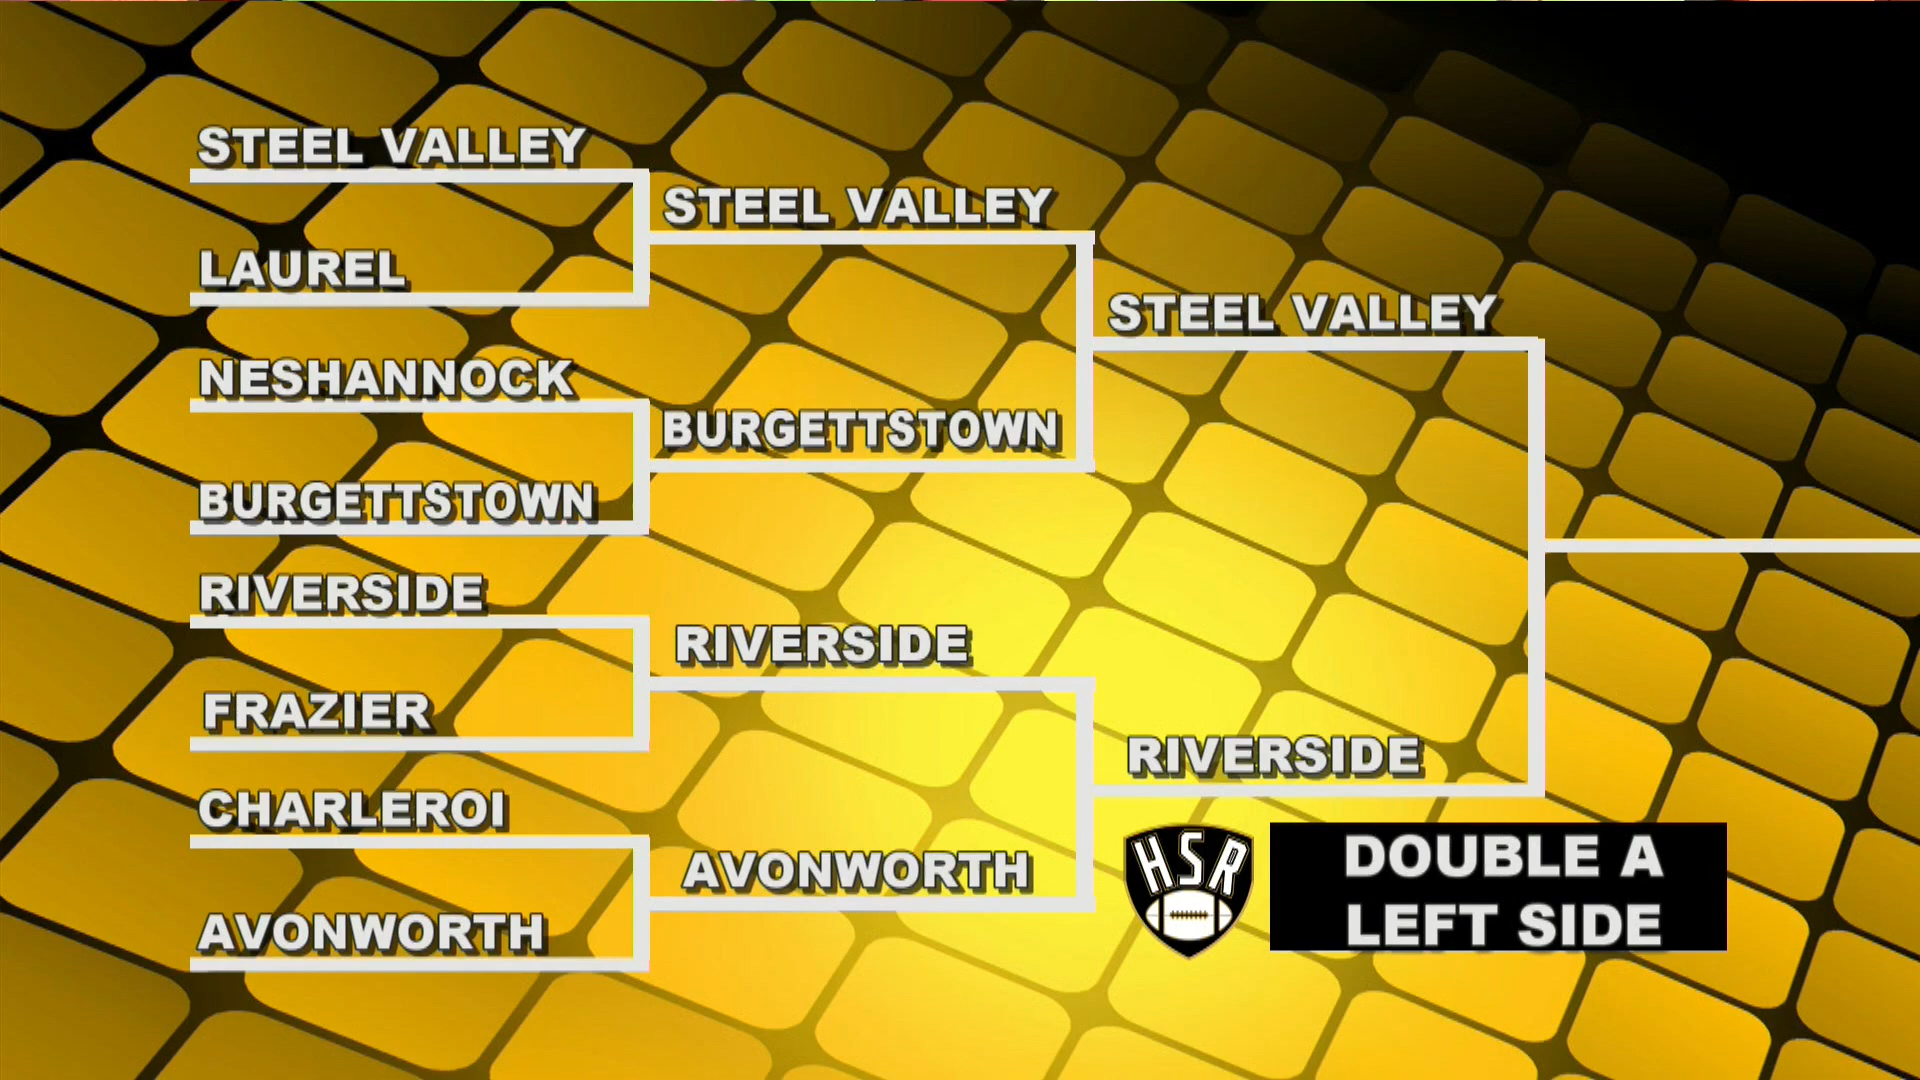 STEEL VALLEY
LAUREL
NESHANNOCK
BURGETTSTOWN
RIVERSIDE
FRAZIER
CHARLEROI
AVONWORTH
STEEL VALLEY
BURGETTSTOWN
RIVERSIDE
AVONWORTH
STEEL VALLEY
RIVERSIDE
HSR
DOUBLE A
LEFT SIDE